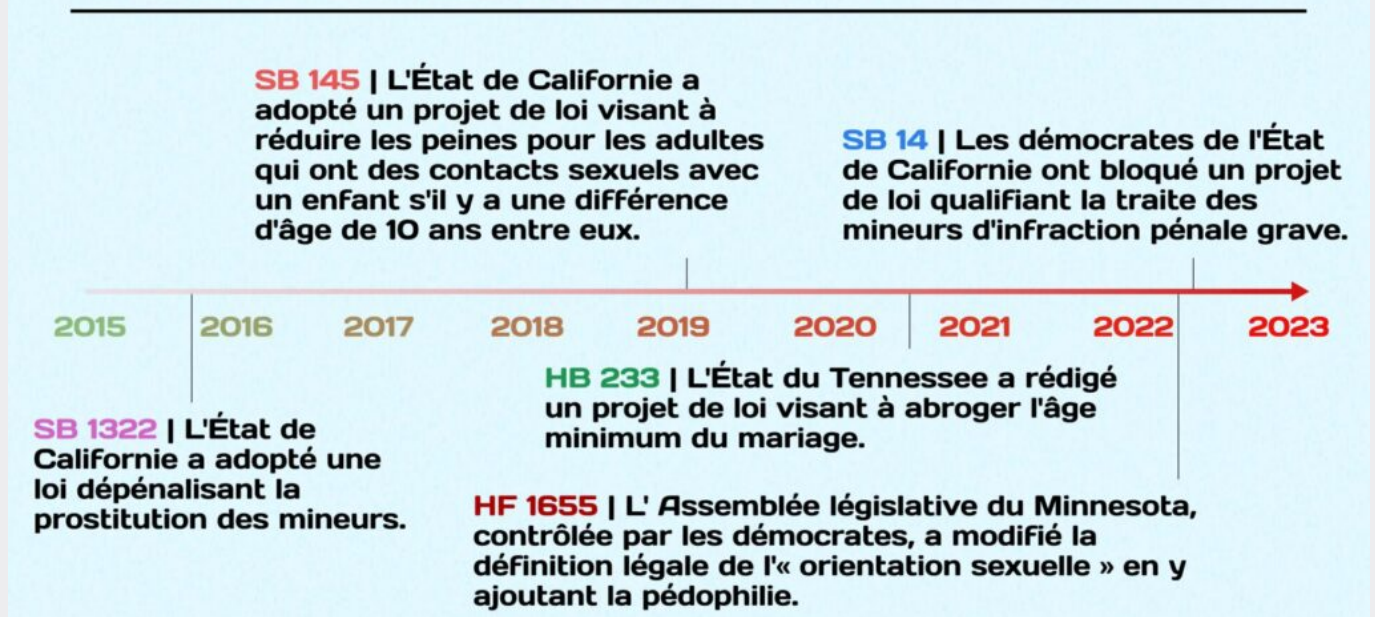 SB 145 | L'État de Californie a
adopté un projet de loi visant à
réduire les peines pour les adultes
qui ont des contacts sexuels avec
un enfant s'il y a une différence
d'âge de 10 ans entre eux.
SB 14 | Les démocrates de l'État
de Californie ont bloqué un projet
de loi qualifiant la traite des
mineurs d'infraction pénale grave.
2015 2016 2017 2018 2019 2020 2021 2022 2023
HB 233 | L'État du Tennessee a rédigé
un projet de loi visant à abroger l'âge
minimum du mariage.
SB 1322 | L'État de
Californie a adopté une
loi dépénalisant la
prostitution des mineurs.
HF 1655 | L' Assemblée législative du Minnesota,
contrôlée par les démocrates, a modifié la
définition légale de l'« orientation sexuelle » en y
ajoutant la pédophilie.